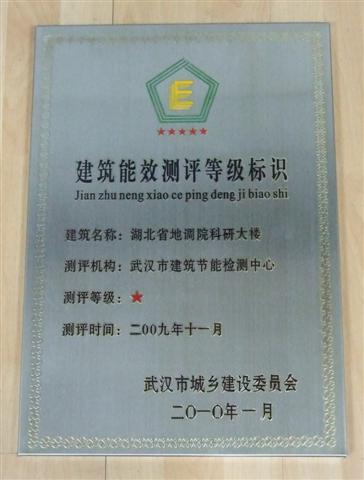 E
★★★★★
建筑能效测评等级标识
Jian zhu neng xiao ce ping deng ji biao shi
建筑名称：湖北省地调院科研大楼
测评机构：武汉市建筑节能检测中心
测评等级：★
测评时间：二00九年十一月
武汉市城乡建设委员会
二〇一〇年一月